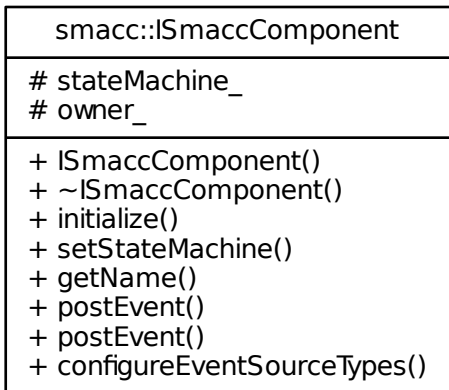 smacc::ISmaccComponent
# stateMachine_
# owner_
+ ISmaccComponent()
+ ~ISmaccComponent()
+ initialize()
+ setStateMachine()
+ getName()
+ postEvent()
+ postEvent()
+ configureEventSourceTypes()